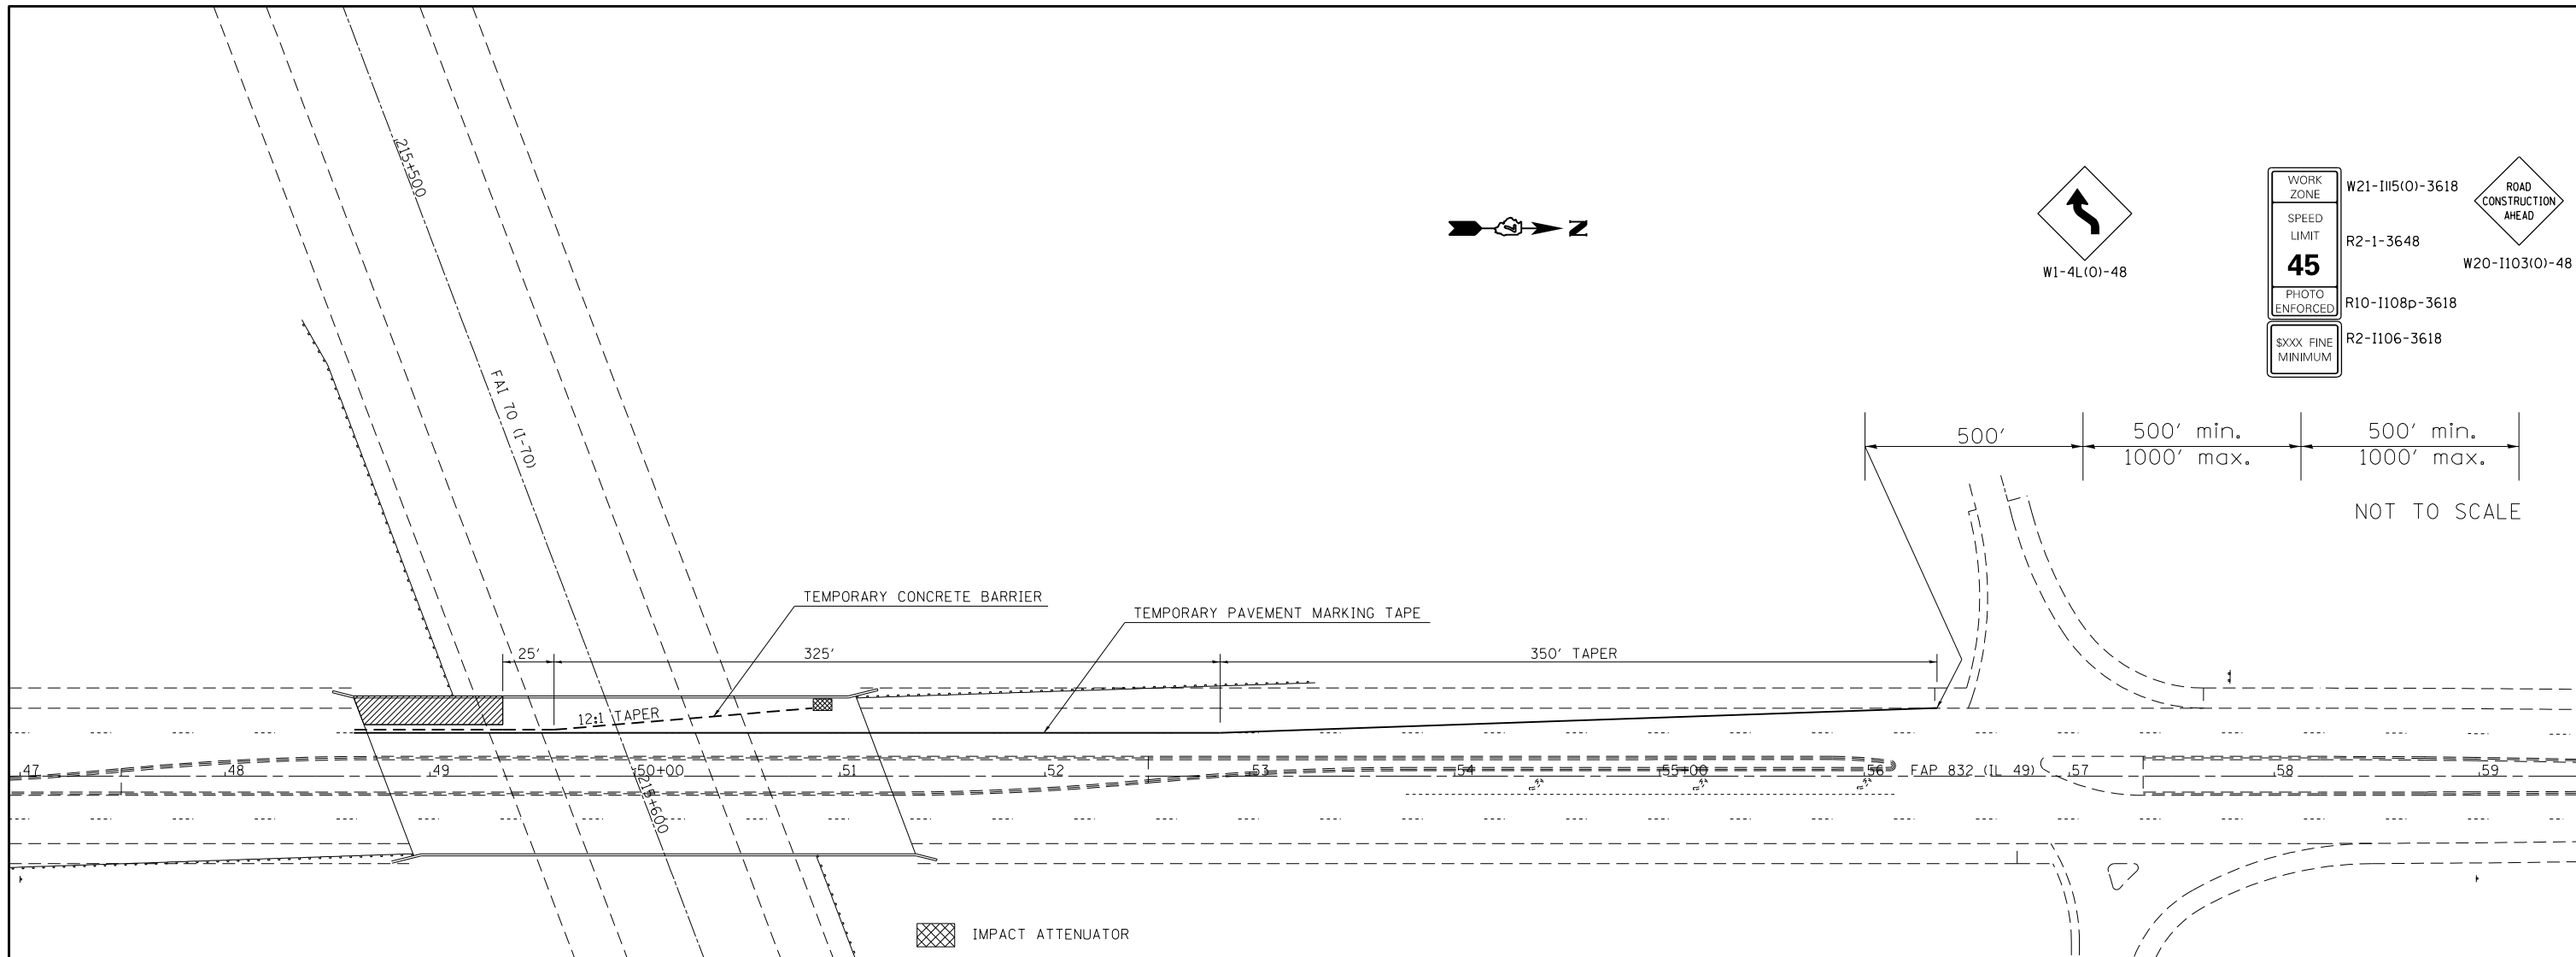 215+500
FAI 70 (I-70)
N
W1-4L(O)-48
WORK
ZONE
W21-I115(O)-3618
SPEED
LIMIT
45
R2-1-3648
PHOTO
ENFORCED
R10-I108p-3618
$XXX FINE
MINIMUM
R2-I106-3618
ROAD
CONSTRUCTION
AHEAD
W20-I103(O)-48
500'
500' min.
1000' max.
500' min.
1000' max.
NOT TO SCALE
TEMPORARY CONCRETE BARRIER
TEMPORARY PAVEMENT MARKING TAPE
25'
325'
350' TAPER
12:1 TAPER
47
48
49
50+00
51
52
53
54
55+00
56
FAP 832 (IL 49)
57
58
59
215+600
IMPACT ATTENUATOR